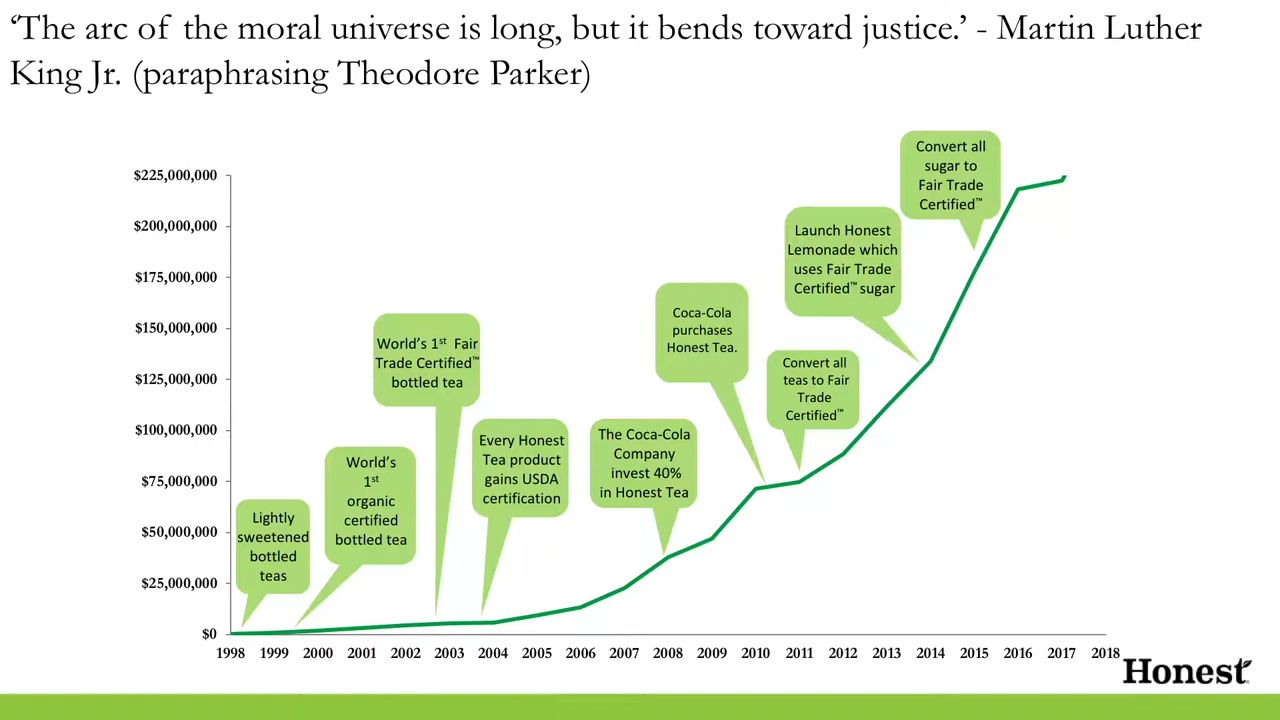 ‘The arc of the moral universe is long, but it bends toward justice.’ - Martin Luther
King Jr. (paraphrasing Theodore Parker)
$225,000,000
$200,000,000
$175,000,000
$150,000,000
$125,000,000
$100,000,000
$75,000,000
$50,000,000
$25,000,000
$0
Lightly
sweetened
bottled
teas
World’s
1st
organic
certified
bottled tea
World’s 1st Fair
Trade Certified™
bottled tea
Every Honest
Tea product
gains USDA
certification
The Coca-Cola
Company
invest 40%
in Honest Tea
Coca-Cola
purchases
Honest Tea.
Convert all
teas to Fair
Trade
Certified™
Launch Honest
Lemonade which
uses Fair Trade
Certified™ sugar
Convert all
sugar to
Fair Trade
Certified™
1998 1999 2000 2001 2002 2003 2004 2005 2006 2007 2008 2009 2010 2011 2012 2013 2014 2015 2016 2017 2018
Honest